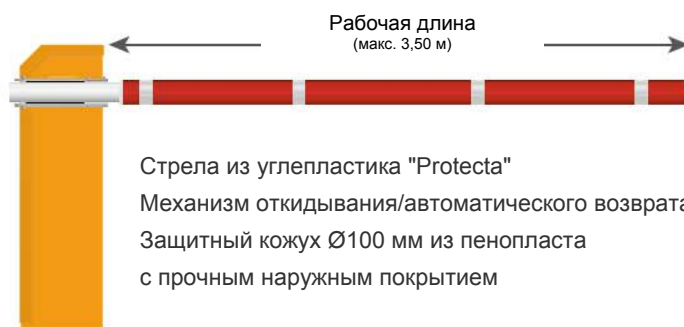 Рабочая длина
(макс. 3,50 м)
Стрела из углепластика "Protecta"
Механизм откидывания/автоматического возврата
Защитный кожух Ø100 мм из пенопласта
с прочным наружным покрытием